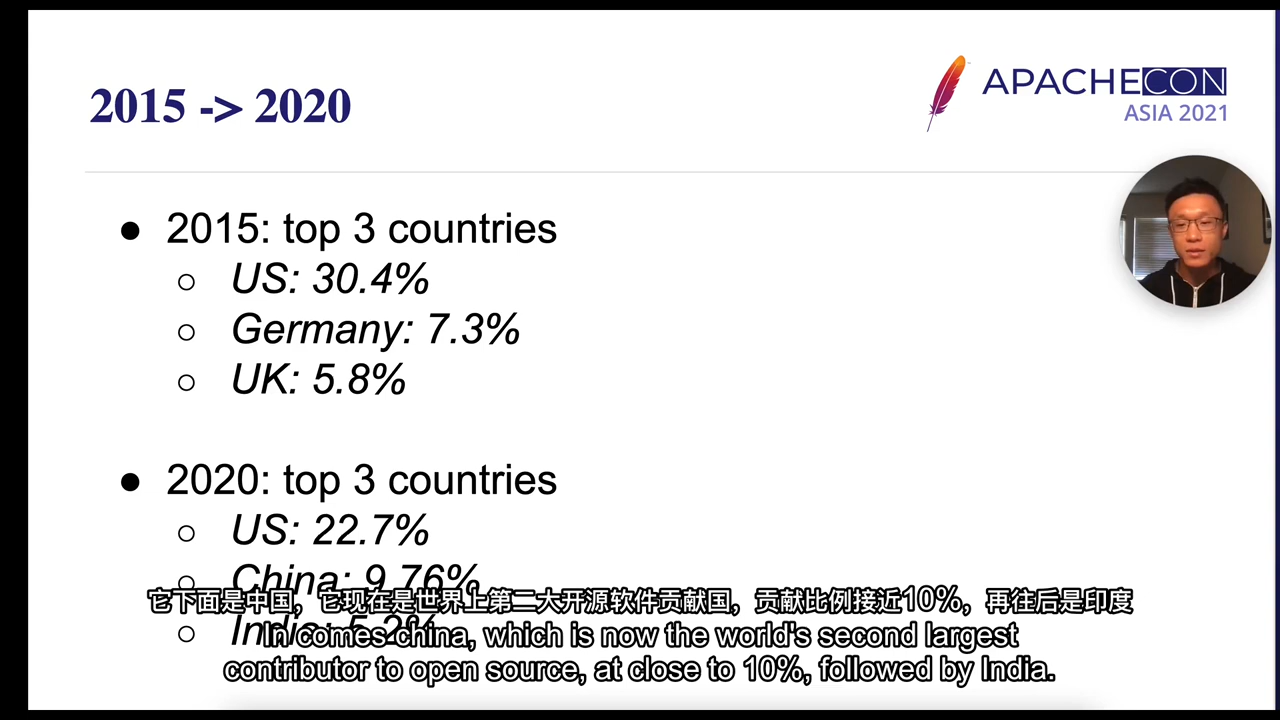 APACHECON
ASIA 2021
2015 -> 2020
● 2015: top 3 countries
○ US: 30.4%
○ Germany: 7.3%
○ UK: 5.8%
● 2020: top 3 countries
○ US: 22.7%
○ China: 9.76%
○ India: 5.2%
它下面是中国，它现在是世界上第二大开源软件贡献国，贡献比例接近10%，再往后是印度
In comes china, which is now the world's second largest
contributor to open source, at close to 10%, followed by India.